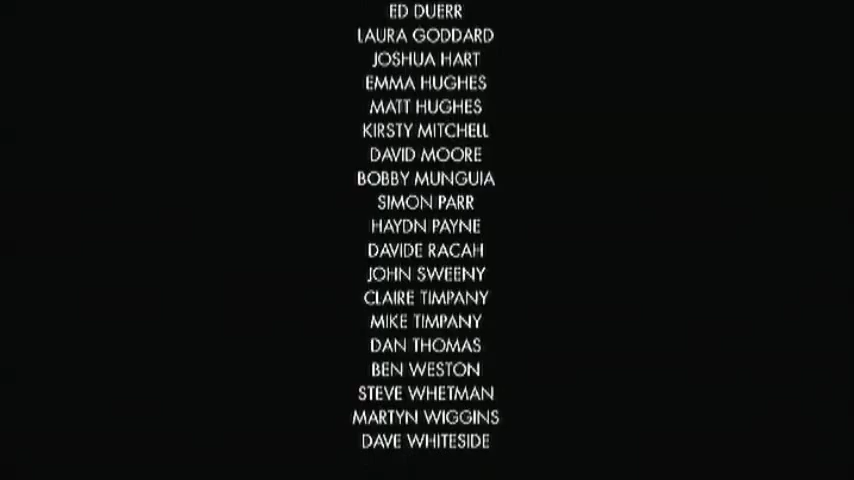 ED DUERR
LAURA GODDARD
JOSHUA HART
EMMA HUGHES
MATT HUGHES
KIRSTY MITCHELL
DAVID MOORE
BOBBY MUNGUIA
SIMON PARR
HAYDN PAYNE
DAVIDE RACAH
JOHN SWEENY
CLAIRE TIMPANY
MIKE TIMPANY
DAN THOMAS
BEN WESTON
STEVE WHETMAN
MARTYN WIGGINS
DAVE WHITESIDE